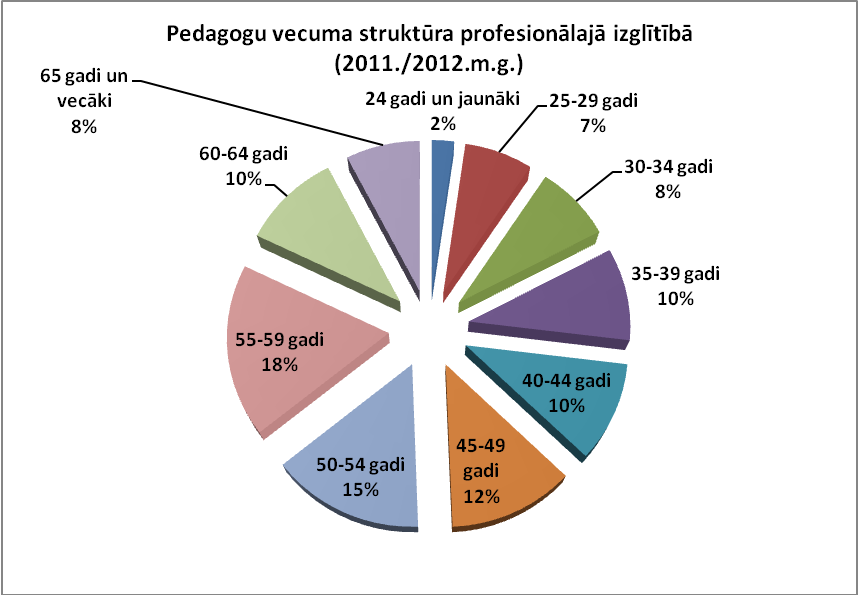 Pedagogu vecuma struktūra profesionālajā izglītībā
(2011./2012.m.g.)
24 gadi un jaunāki
2%
25-29 gadi
7%
30-34 gadi
8%
35-39 gadi
10%
40-44 gadi
10%
45-49
gadi
12%
50-54 gadi
15%
55-59 gadi
18%
60-64 gadi
10%
65 gadi un
vecāki
8%